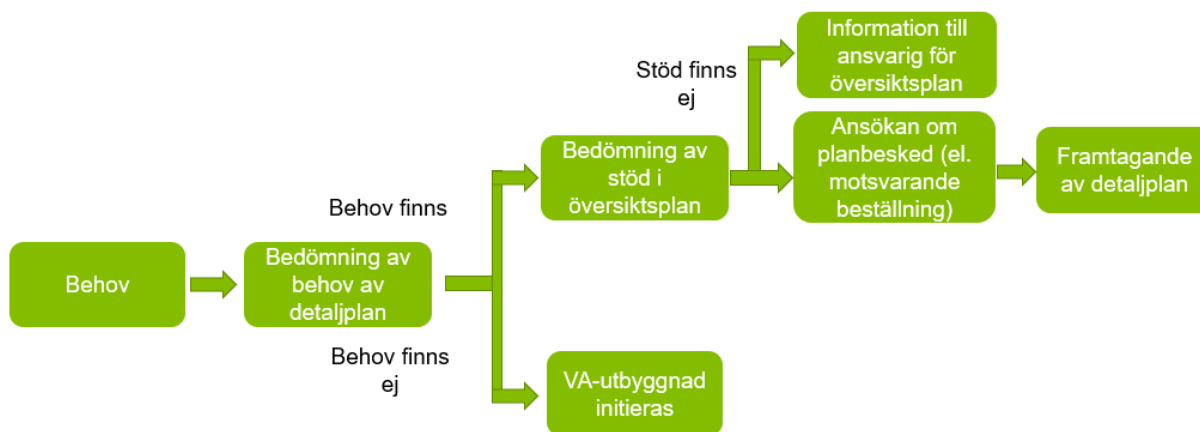 Behov
Bedömning av
behov av
detaljplan
Behov finns
Behov finns
ej
Bedömning av
stöd i
översiktsplan
VA-utbyggnad
initieras
Stöd finns
ej
Information till
ansvarig för
översiktsplan
Ansökan om
planbesked (el.
motsvarande
beställning)
Framtagande
av detaljplan